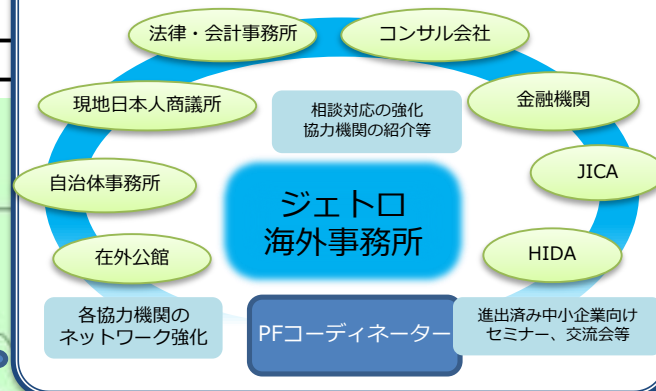 法律・会計事務所
コンサル会社
現地日本人商議所
相談対応の強化
協力機関の紹介等
金融機関
自治体事務所
ジェトロ
海外事務所
JICA
在外公館
HIDA
各協力機関の
ネットワーク強化
PFコーディネーター
進出済み中小企業向け
セミナー、交流会等